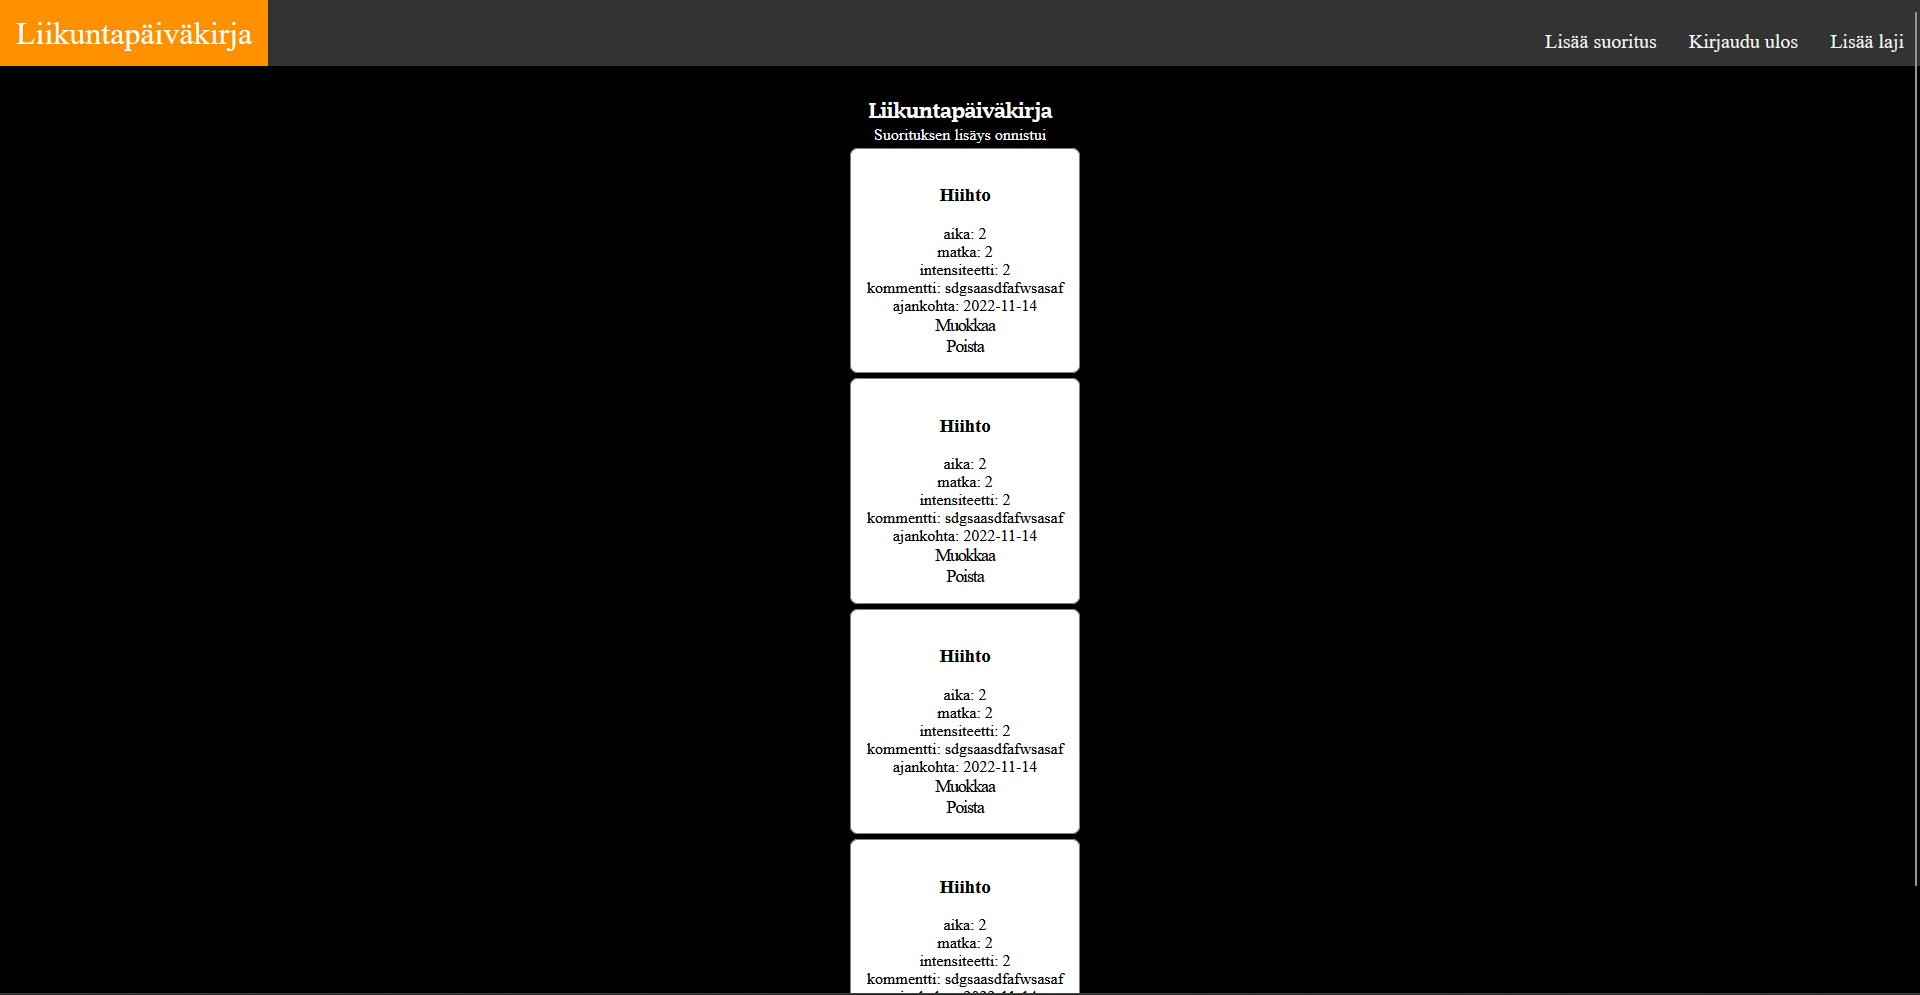 Liikuntapäiväkirja
Lisää suoritus
Kirjaudu ulos
Lisää laji
Liikuntapäiväkirja
Suorituksen lisäys onnistui
Hiihto
aika: 2
matka: 2
intensiteetti: 2
kommentti: sdgsaasdfafwsasaf
ajankohta: 2022-11-14
Muokkaa
Poista
Hiihto
aika: 2
matka: 2
intensiteetti: 2
kommentti: sdgsaasdfafwsasaf
ajankohta: 2022-11-14
Muokkaa
Poista
Hiihto
aika: 2
matka: 2
intensiteetti: 2
kommentti: sdgsaasdfafwsasaf
ajankohta: 2022-11-14
Muokkaa
Poista
Hiihto
aika: 2
matka: 2
intensiteetti: 2
kommentti: sdgsaasdfafwsasaf